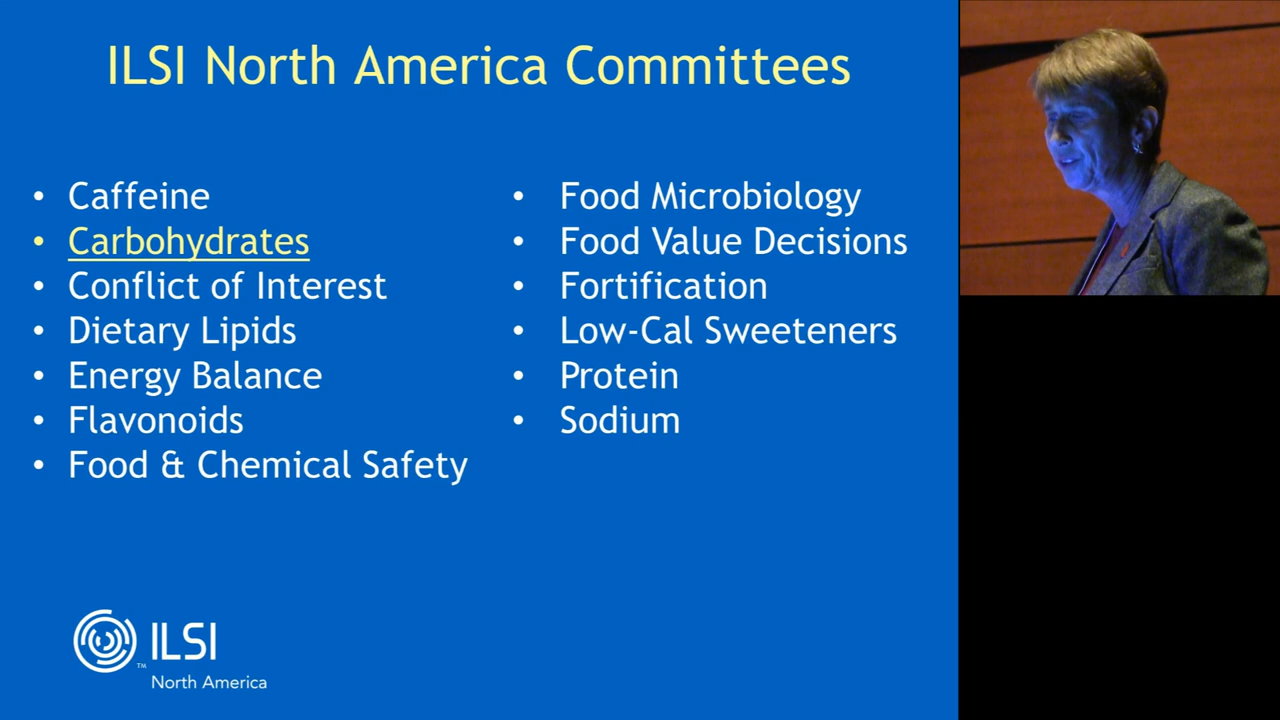 ILSI North America Committees
• Caffeine
• Carbohydrates
• Conflict of Interest
• Dietary Lipids
• Energy Balance
• Flavonoids
• Food & Chemical Safety
• Food Microbiology
• Food Value Decisions
• Fortification
• Low-Cal Sweeteners
• Protein
• Sodium
ILSI
TM
North America